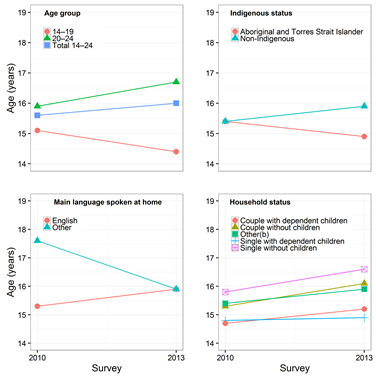 Age group
14–19
20–24
Total 14–24
Age (years)
19
18
17
16
15
14
Indigenous status
Aboriginal and Torres Strait Islander
Non-Indigenous
Main language spoken at home
English
Other
Age (years)
19
18
17
16
15
14
2010
2013
Survey
Household status
Couple with dependent children
Couple without children
Other(b)
Single with dependent children
Single without children
2010
2013
Survey